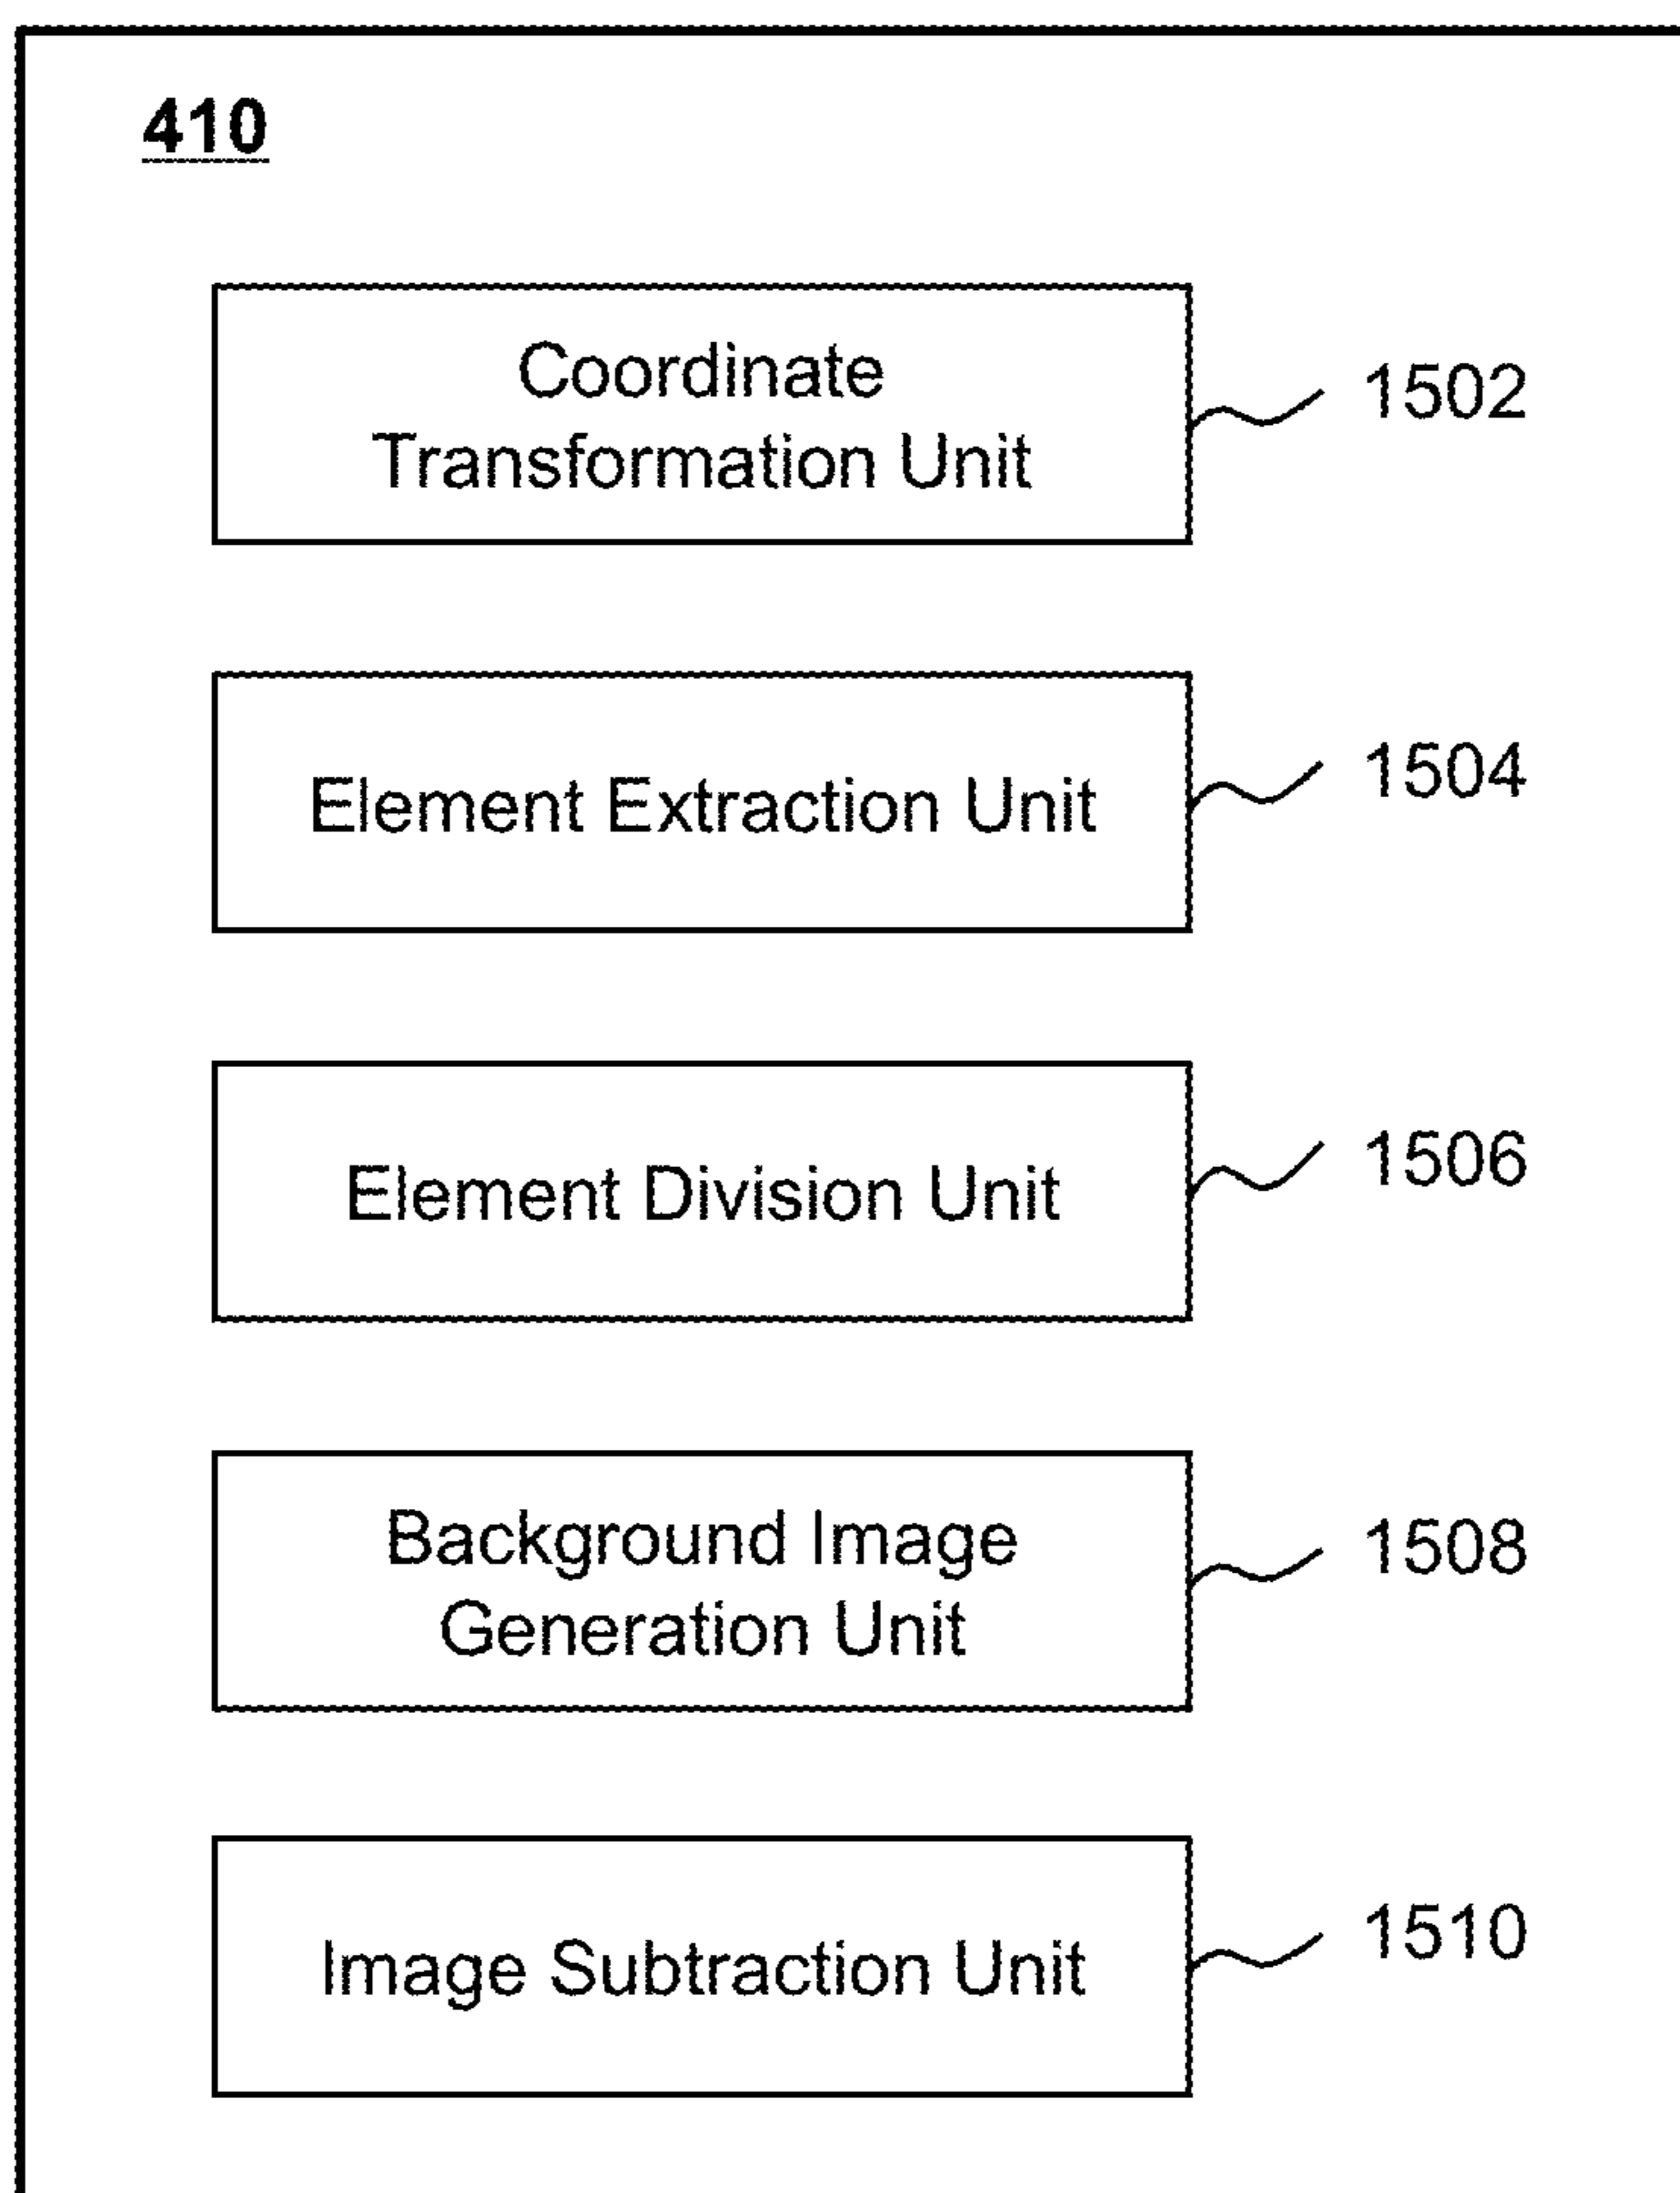 410
Coordinate
Transformation Unit
1502
Element Extraction Unit
1504
Element Division Unit
1506
Background Image
Generation Unit
1508
Image Subtraction Unit
1510